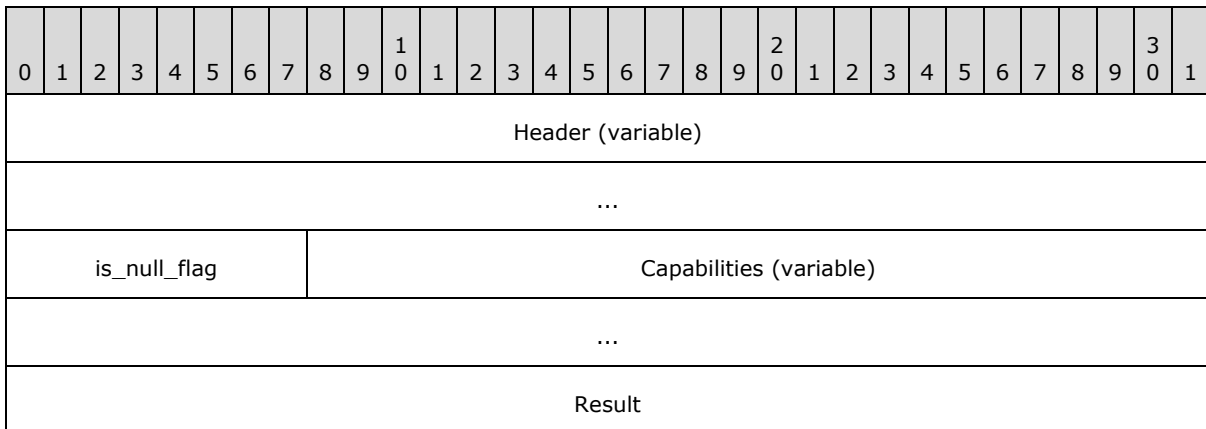 0 1 2 3 4 5 6 7 8 9 1 0 1 2 3 4 5 6 7 8 9 2 0 1 2 3 4 5 6 7 8 9 3 0 1
Header (variable)
...
is_null_flag Capabilities (variable)
...
Result